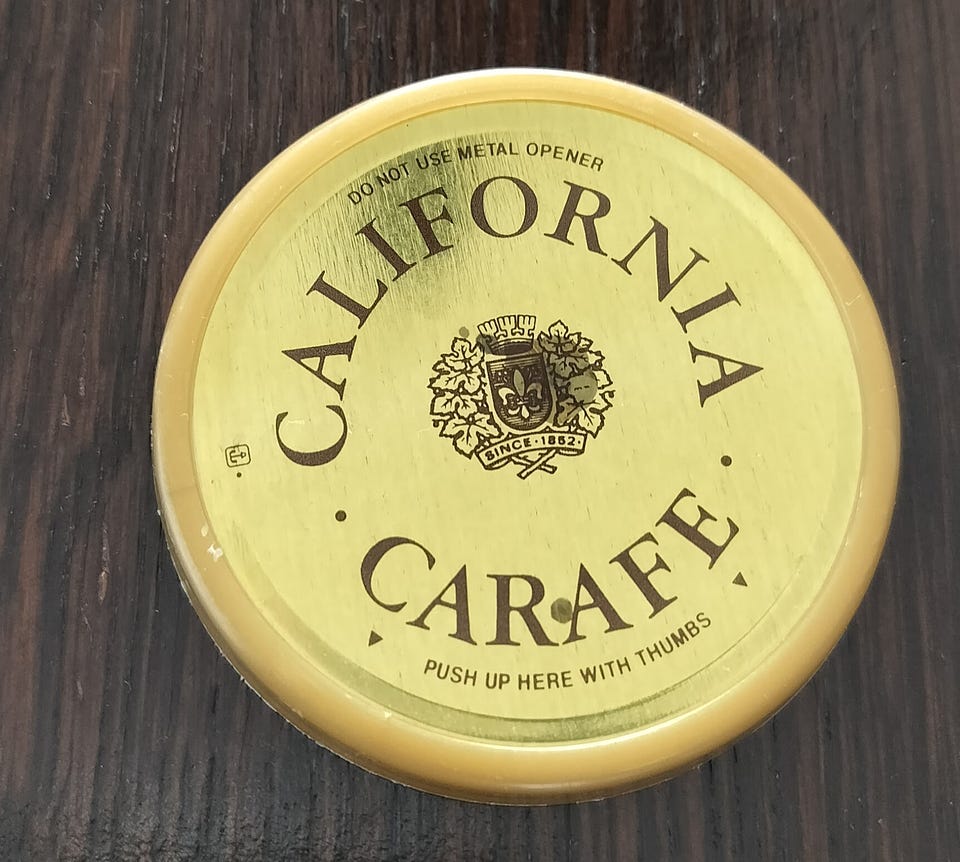 DO NOT USE METAL OPENER
CALIFORNIA
SINCE·1852·
CARAFE
PUSH UP HERE WITH THUMBS